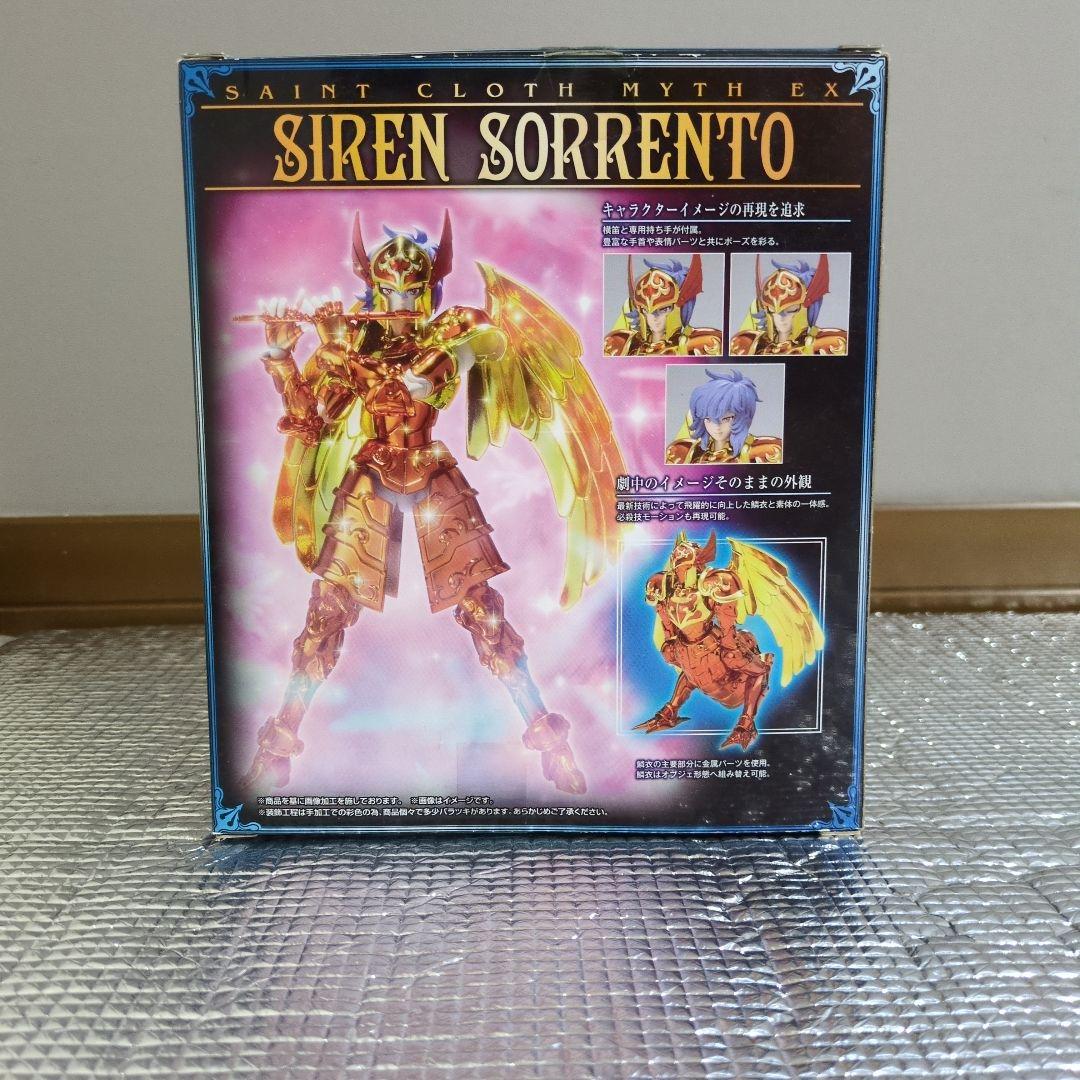 SAINT CLOTH MYTH EX
SIREN SORRENTO
キャラクターイメージの再現を追求
横笛と専用持ち手が付属。
豊富な手首や表情パーツと共にポーズを彩る。
劇中のイメージそのままの外観
最新技術によって飛躍的に向上した鱗衣と素体の一体感。
必殺技モーションも再現可能。
鱗衣の主要部分に金属パーツを使用。
鱗衣はオブジェ形態へ組み替え可能。
※商品を基に画像加工を施しております。 ※画像はイメージです。
※装飾工程は手加工での彩色の為、商品個々で多少バラツキがあります。あらかじめご了承ください。